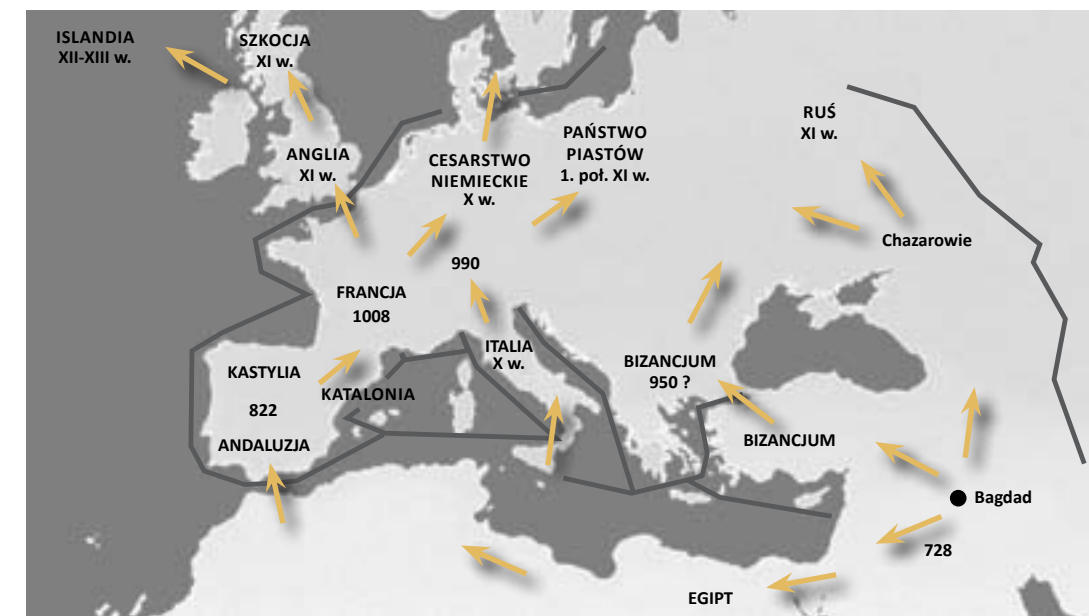 ISLANDIA
XII-XIII w.
SZKOCJA
XI w.
RUŚ
XI w.
PAŃSTWO
PIASTÓW
1. poł. XI w.
ANGLIA
XI w.
CESARSTWO
NIEMIECKIE
X w.
Chazarowie
990
FRANCJA
1008
ITALIA
X w.
BIZANCJUM
950 ?
KASTYLIA
KATALONIA
822
ANDALUZJA
BIZANCJUM
Bagdad
728
EGIPT